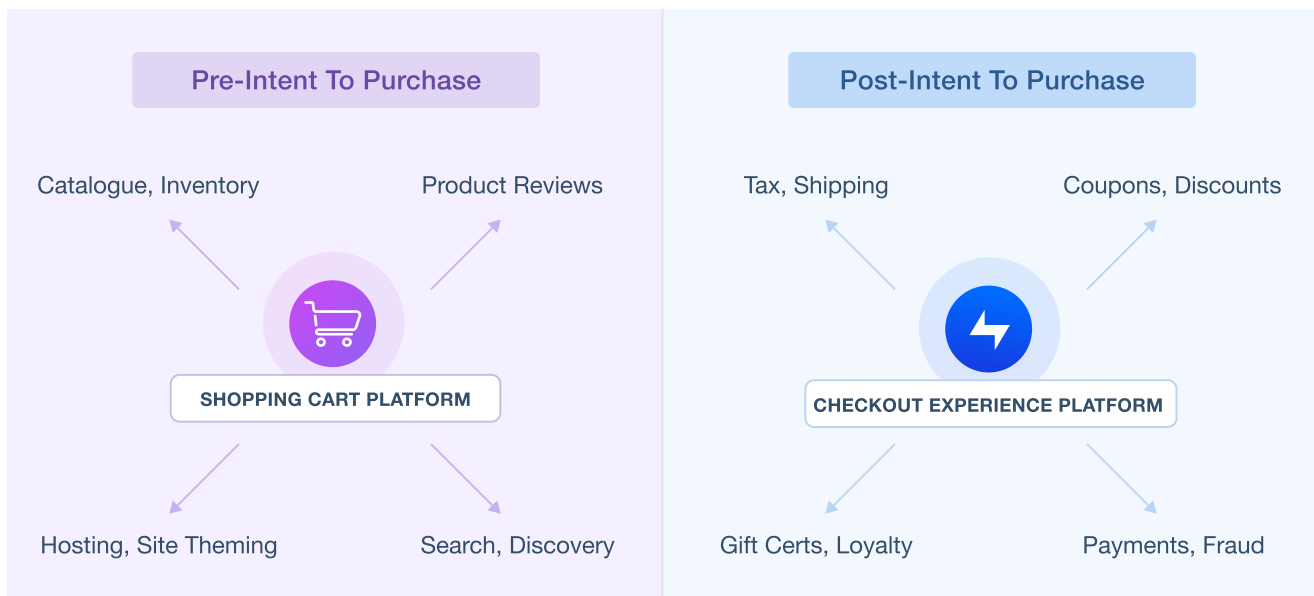 Pre-Intent To Purchase
Catalogue, Inventory
Product Reviews
SHOPPING CART PLATFORM
Hosting, Site Theming
Search, Discovery
Post-Intent To Purchase
Tax, Shipping
Coupons, Discounts
CHECKOUT EXPERIENCE PLATFORM
Gift Certs, Loyalty
Payments, Fraud